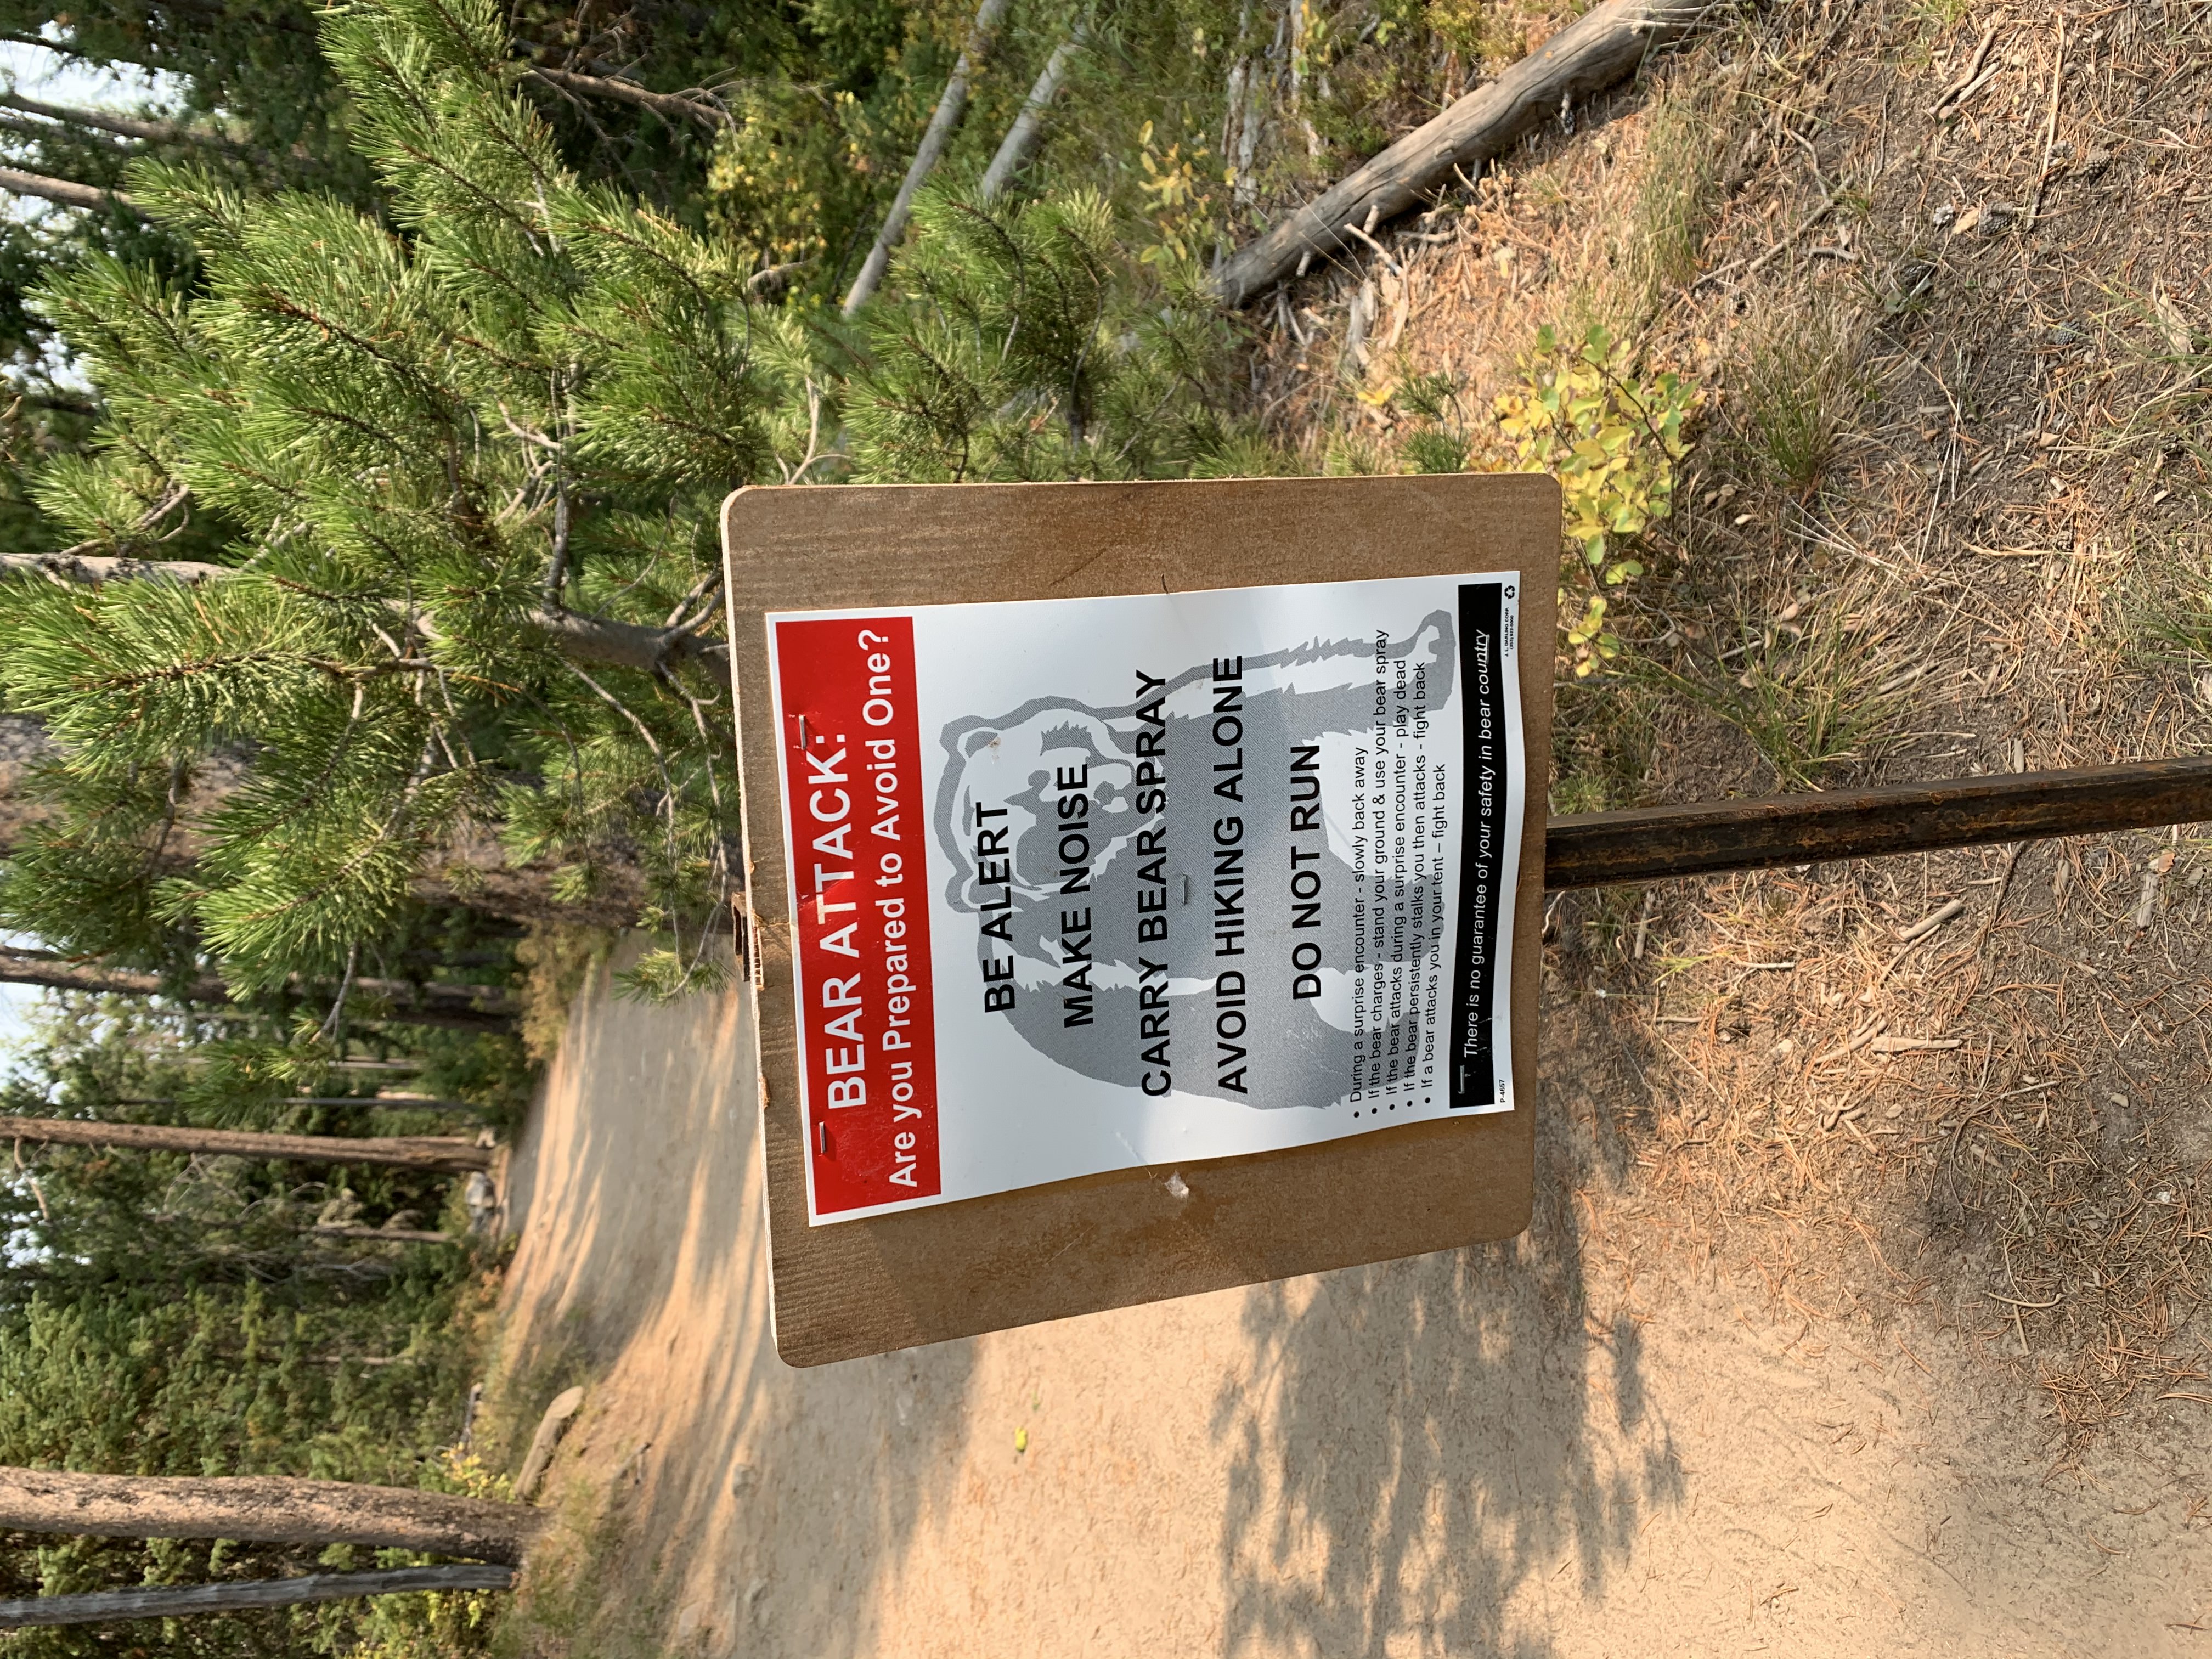 BEAR ATTACK:
Are you Prepared to Avoid One?
BE ALERT
MAKE NOISE
CARRY BEAR SPRAY
AVOID HIKING ALONE
DO NOT RUN
• During a surprise encounter - slowly back away
• If the bear charges - stand your ground & use your bear spray
• If the bear attacks during a surprise encounter - play dead
• If the bear persistently stalks you then attacks - fight back
• If a bear attacks you in your tent – fight back
There is no guarantee of your safety in bear country
P-4657
J. L. DARLING CORP.